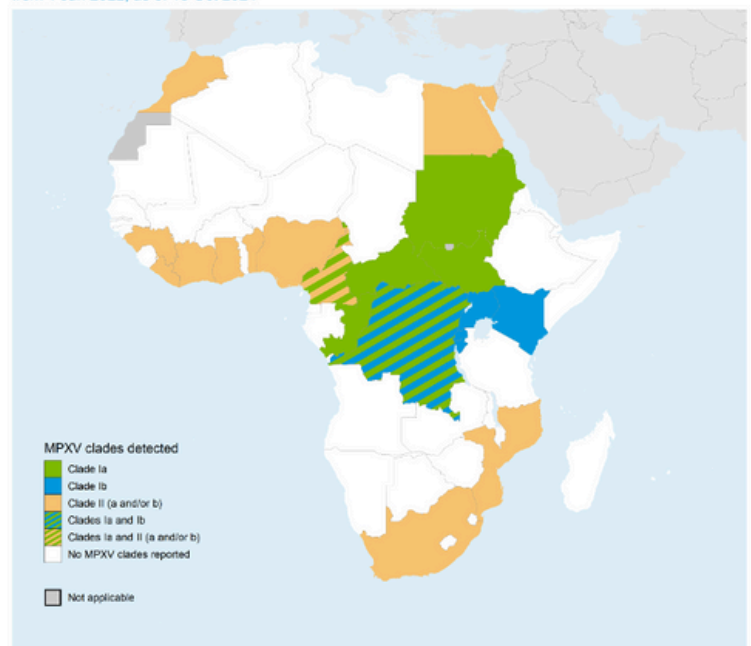 MPXV clades detected
Clade Ia
Clade Ib
Clade II (a and/or b)
Clades Ia and Ib
Clades Ia and II (a and/or b)
No MPXV clades reported
Not applicable